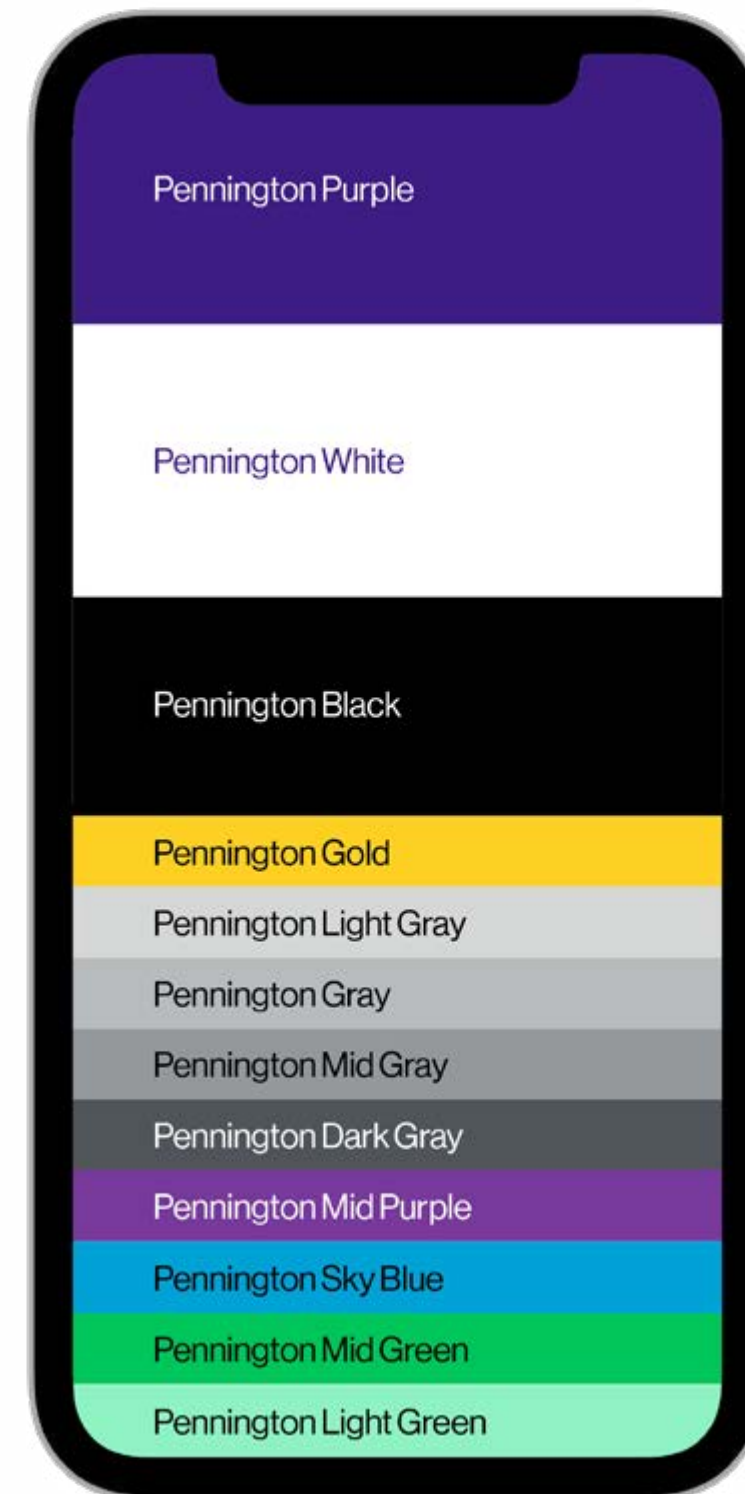 Pennington Purple
Pennington White
Pennington Black
Pennington Gold
Pennington Light Gray
Pennington Gray
Pennington Mid Gray
Pennington Dark Gray
Pennington Mid Purple
Pennington Sky Blue
Pennington Mid Green
Pennington Light Green